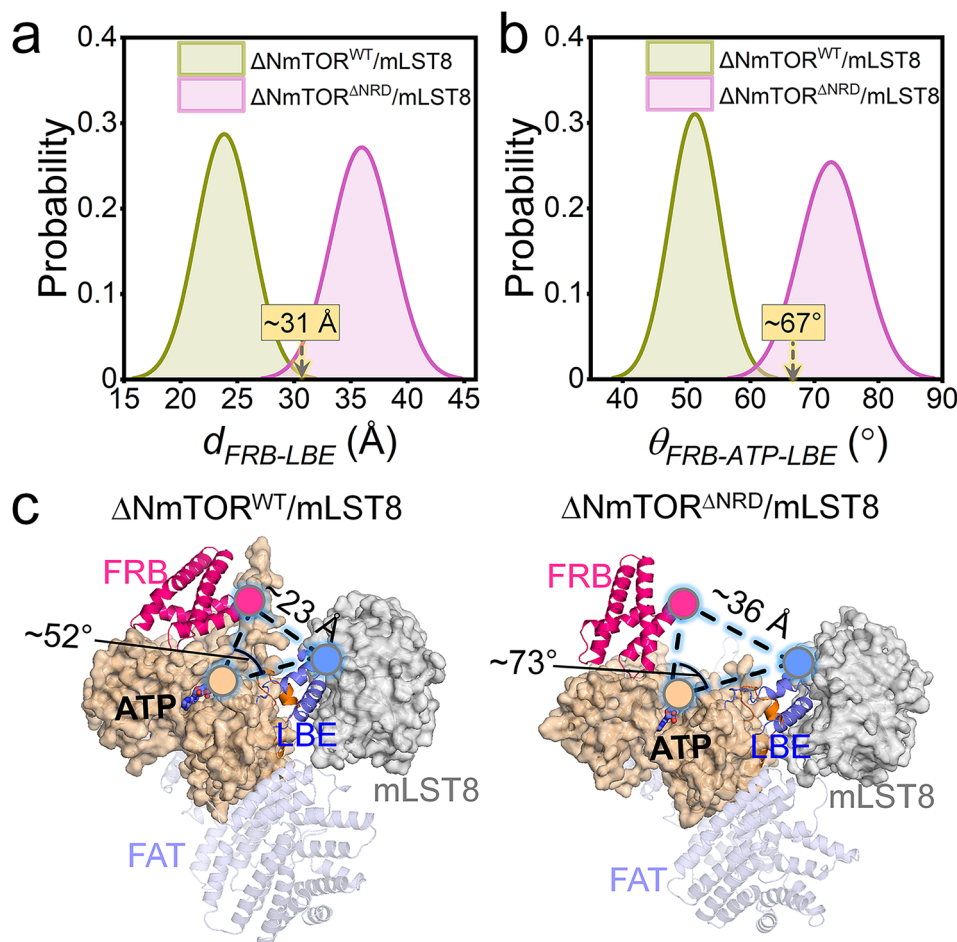 a
0.4
0.3
0.2
0.1
0
Probability
ΔNmTOR^WT/mLST8
ΔNmTOR^ΔNRD/mLST8
~31 Å
15 20 25 30 35 40 45
d_FRB-LBE (Å)
b
0.4
0.3
0.2
0.1
0
Probability
ΔNmTOR^WT/mLST8
ΔNmTOR^ΔNRD/mLST8
~67°
40 50 60 70 80 90
θ_FRB-ATP-LBE (°)
c
ΔNmTOR^WT/mLST8
FRB
~23 Å
~52°
ATP
LBE
mLST8
FAT
ΔNmTOR^ΔNRD/mLST8
FRB
~36 Å
~73°
ATP
LBE
mLST8
FAT